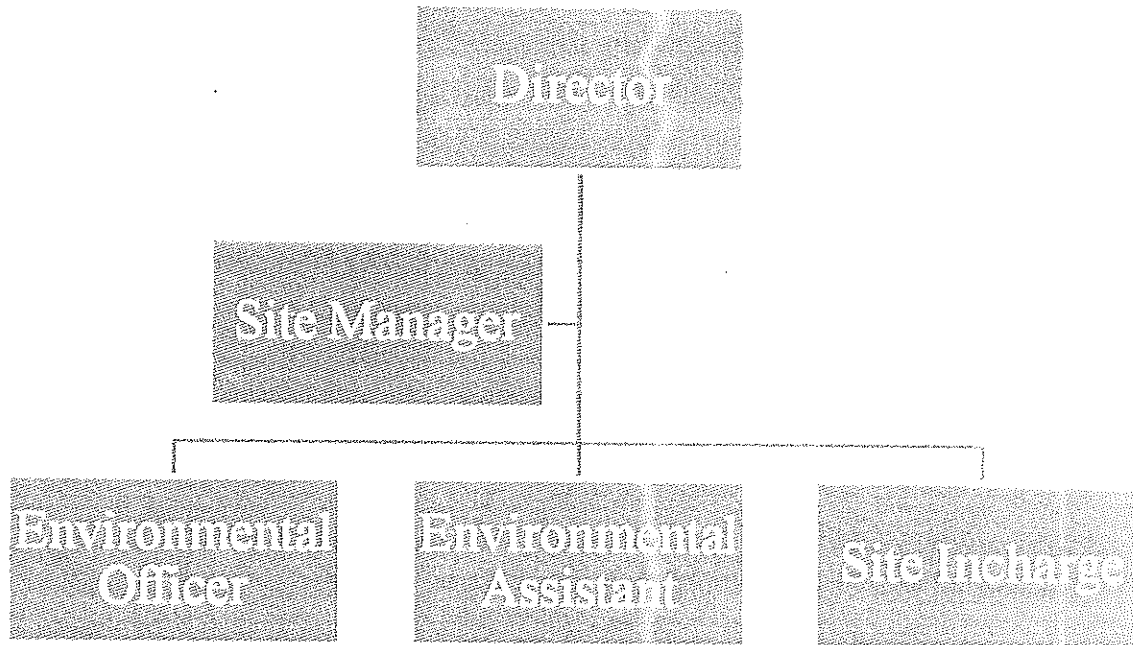 Director
Site Manager
Environmental
Officer
Environmental
Assistant
Site Incharge